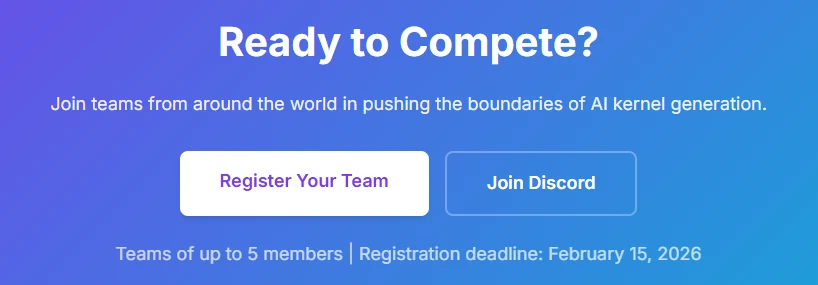 Ready to Compete?
Join teams from around the world in pushing the boundaries of AI kernel generation.
Register Your Team
Join Discord
Teams of up to 5 members | Registration deadline: February 15, 2026